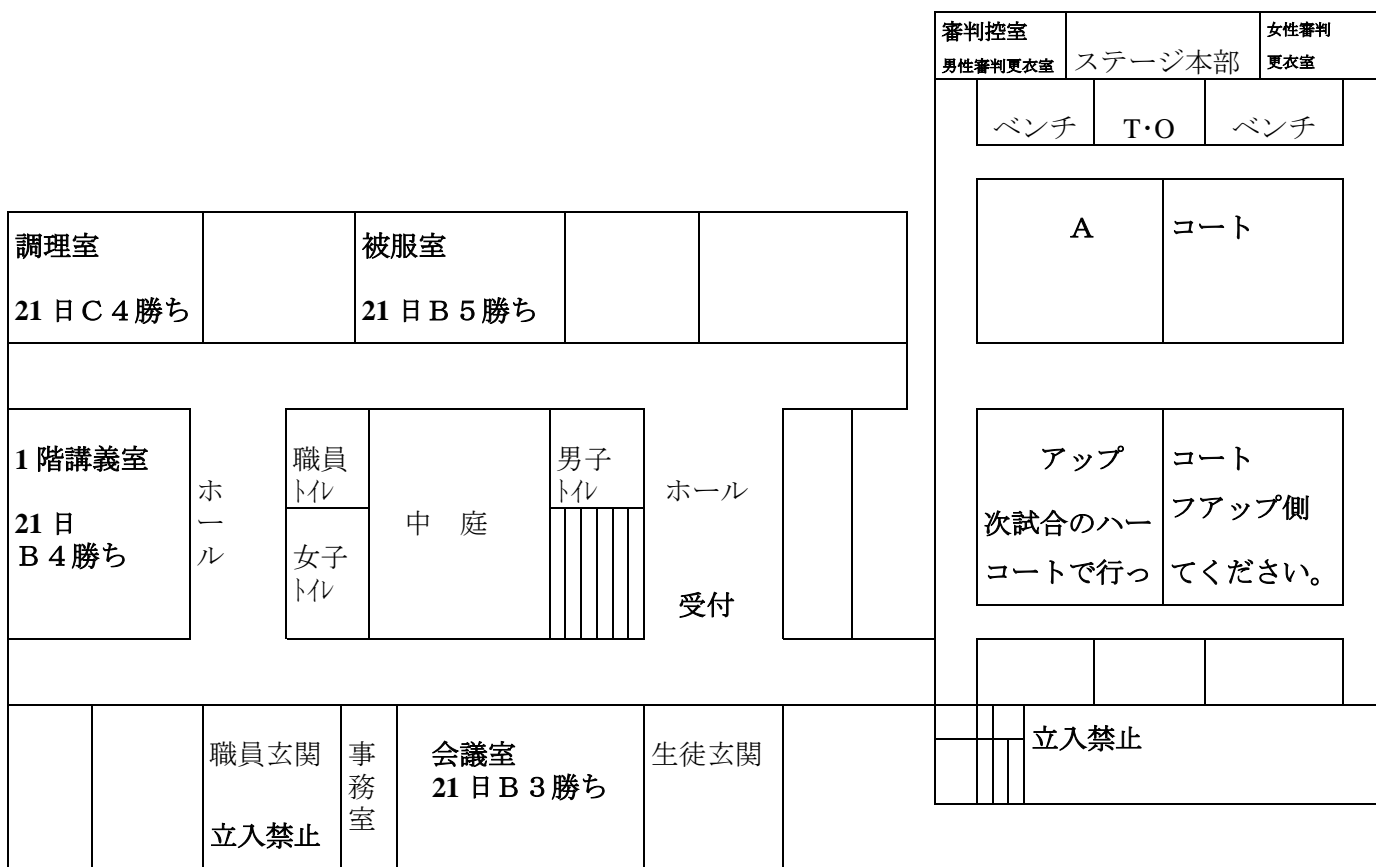 審判控室
男性審判更衣室
ステージ本部
女性審判
更衣室
ベンチ
T・O
ベンチ
A
コート
調理室
21日C4勝ち
被服室
21日B5勝ち
1階講義室
21日
B4勝ち
ホール
職員
トイレ
女子
トイレ
中 庭
男子
トイレ
ホール
受付
アップ コート
次試合のハーフアップ側
コートで行ってください。
職員玄関
立入禁止
事務室
会議室
21日B3勝ち
生徒玄関
立入禁止